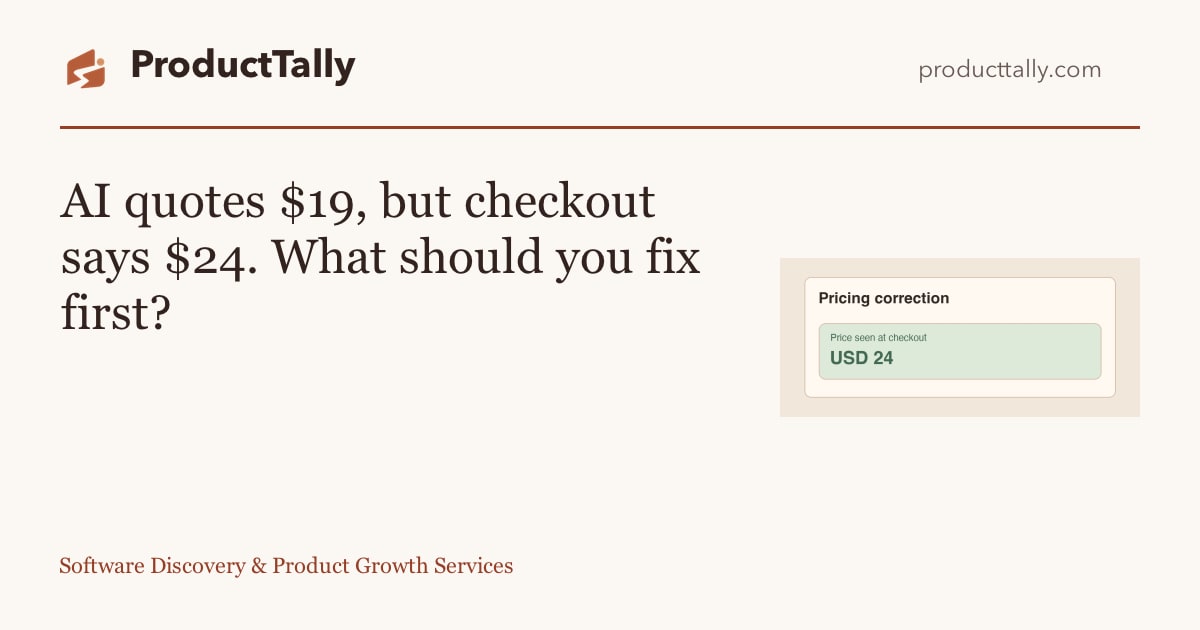 ProductTally
producttally.com
AI quotes $19, but checkout
says $24. What should you fix
first?
Pricing correction
Price seen at checkout
USD 24
Software Discovery & Product Growth Services